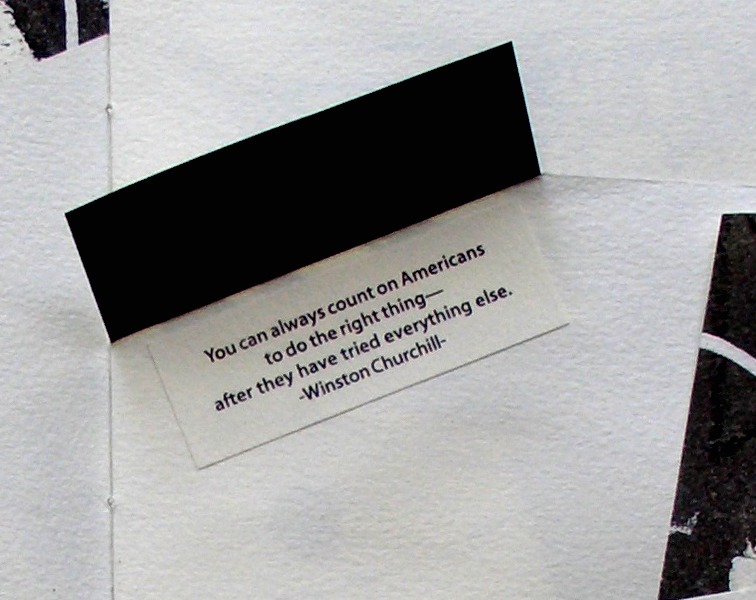 You can always count on Americans
to do the right thing—
after they have tried everything else.
-Winston Churchill-